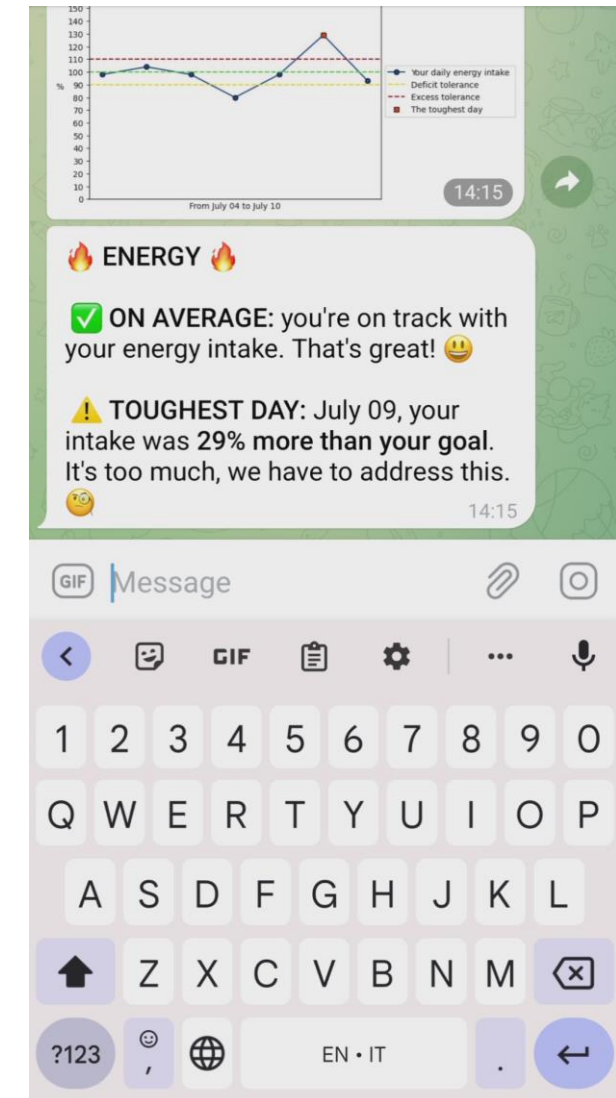 150
140
130
120
110
100
90
80
70
60
50
40
30
20
10
0
%
From July 04 to July 10
Your daily energy intake
Deficit tolerance
Excess tolerance
The toughest day
14:15
🔥 ENERGY 🔥
✅ ON AVERAGE: you're on track with
your energy intake. That's great! 😃
⚠️ TOUGHEST DAY: July 09, your
intake was 29% more than your goal.
It's too much, we have to address this.
🧐
14:15
GIF Message
GIF
1 2 3 4 5 6 7 8 9 0
Q W E R T Y U I O P
A S D F G H J K L
Z X C V B N M
?123 , EN • IT .